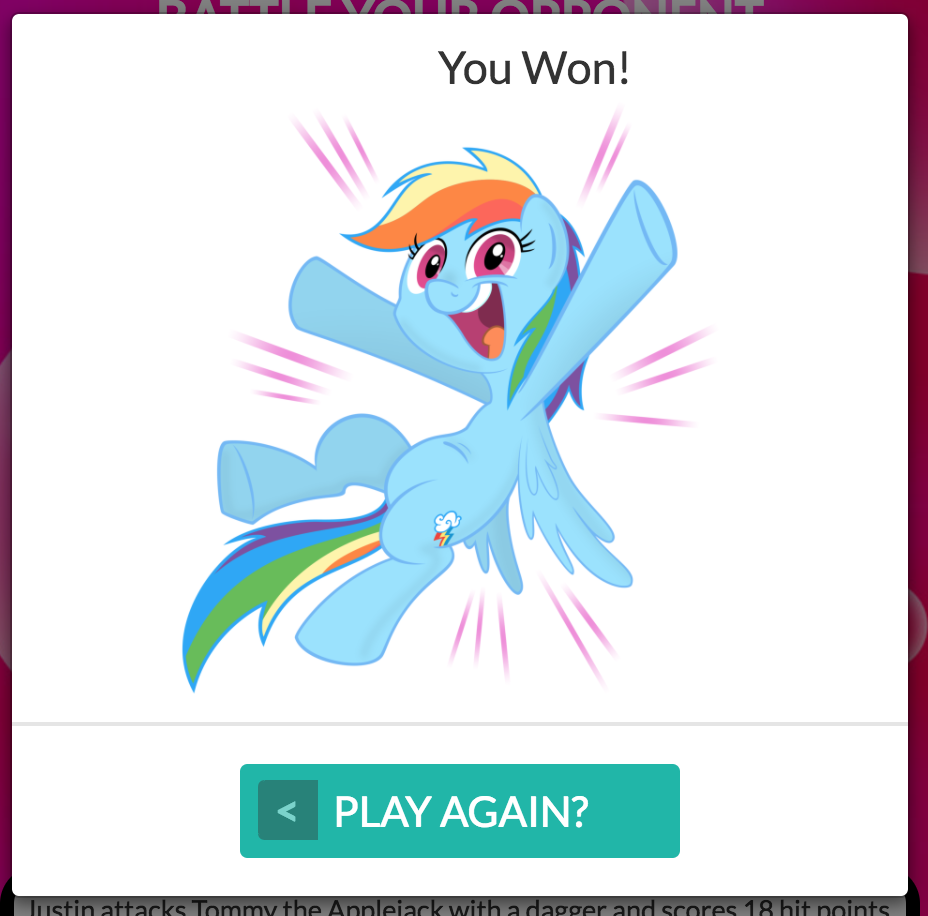 BATTLE YOUR OPPONENT
You Won!
< PLAY AGAIN?
Justin attacks Tommy the Applejack with a dagger and scores 18 hit points